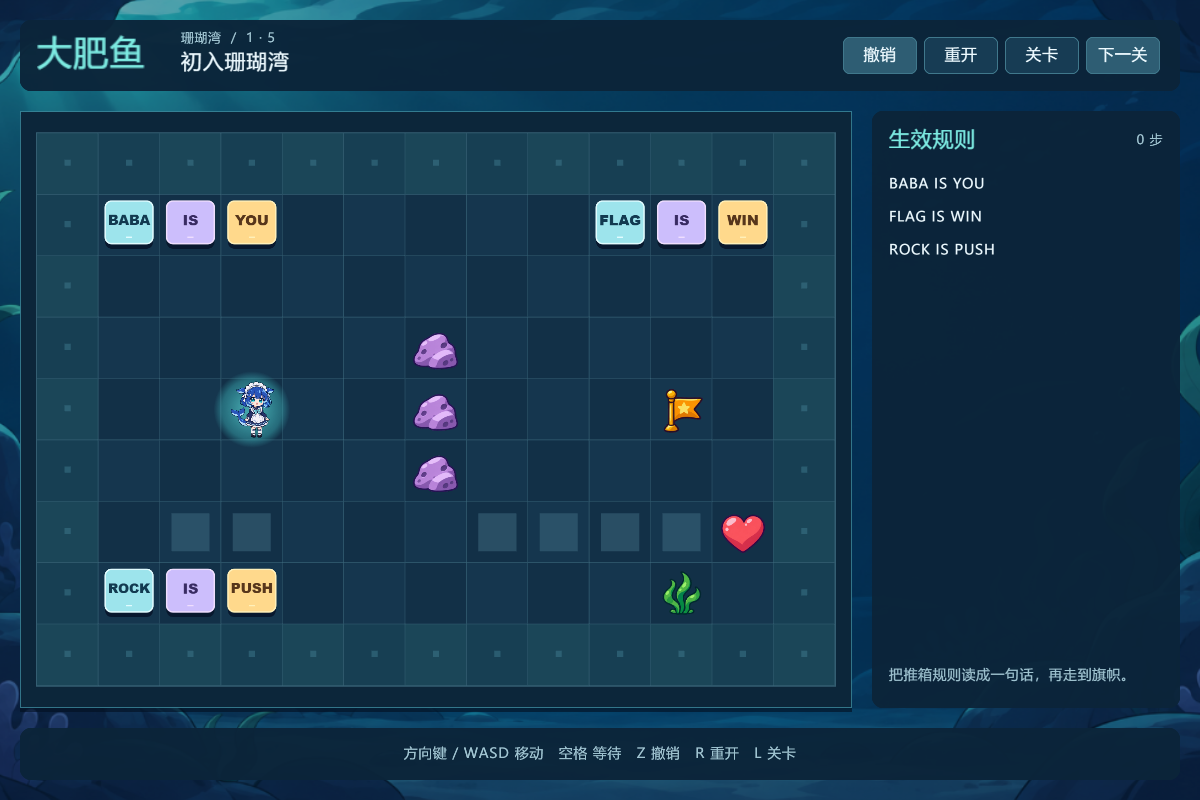 大肥鱼
珊瑚湾 / 1 · 5
初入珊瑚湾
撤销 重开 关卡 下一关
BABA IS YOU
FLAG IS WIN
ROCK IS PUSH
生效规则
0 步
BABA IS YOU
FLAG IS WIN
ROCK IS PUSH
把推箱规则读成一句话，再走到旗帜。
方向键 / WASD 移动 空格 等待 Z 撤销 R 重开 L 关卡